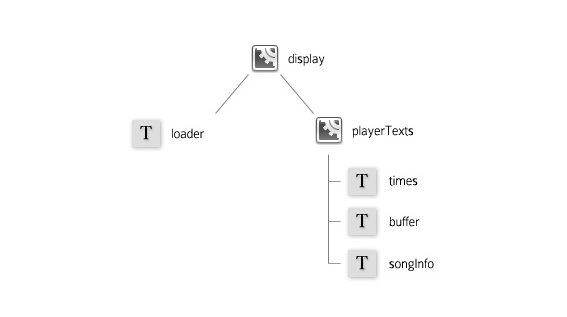 display
T loader
playerTexts
T times
T buffer
T songInfo